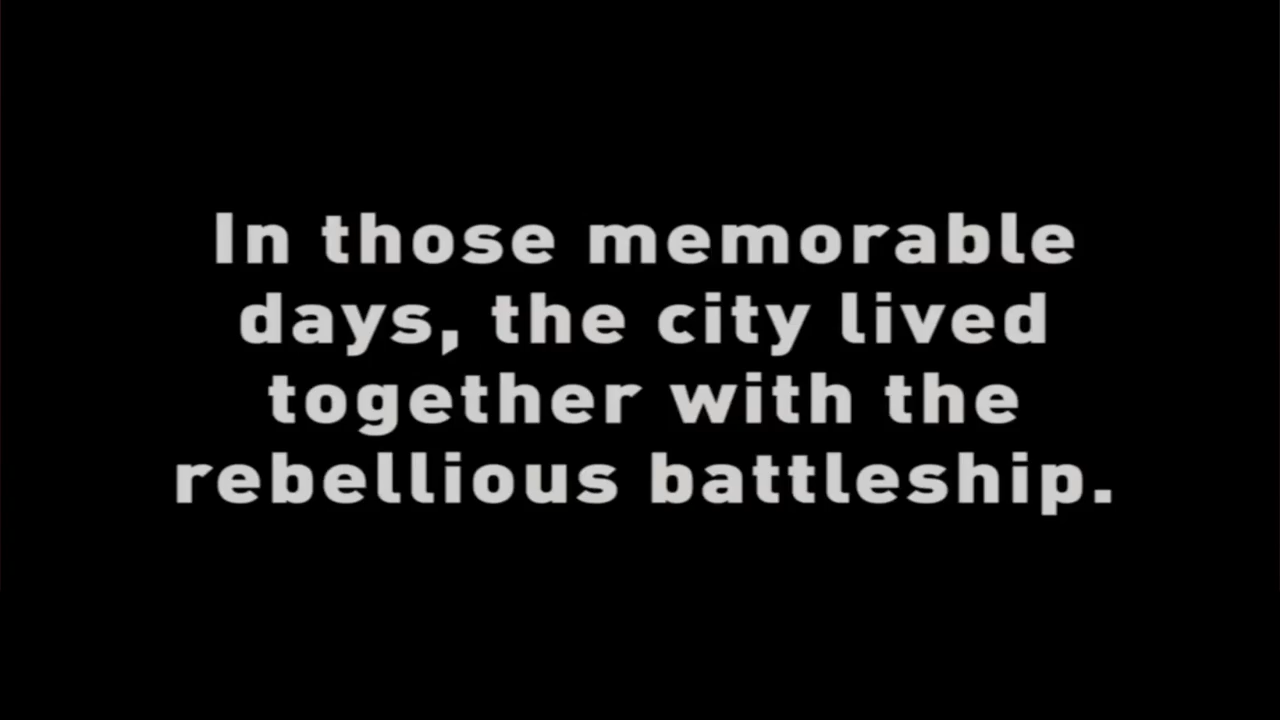 In those memorable
days, the city lived
together with the
rebellious battleship.